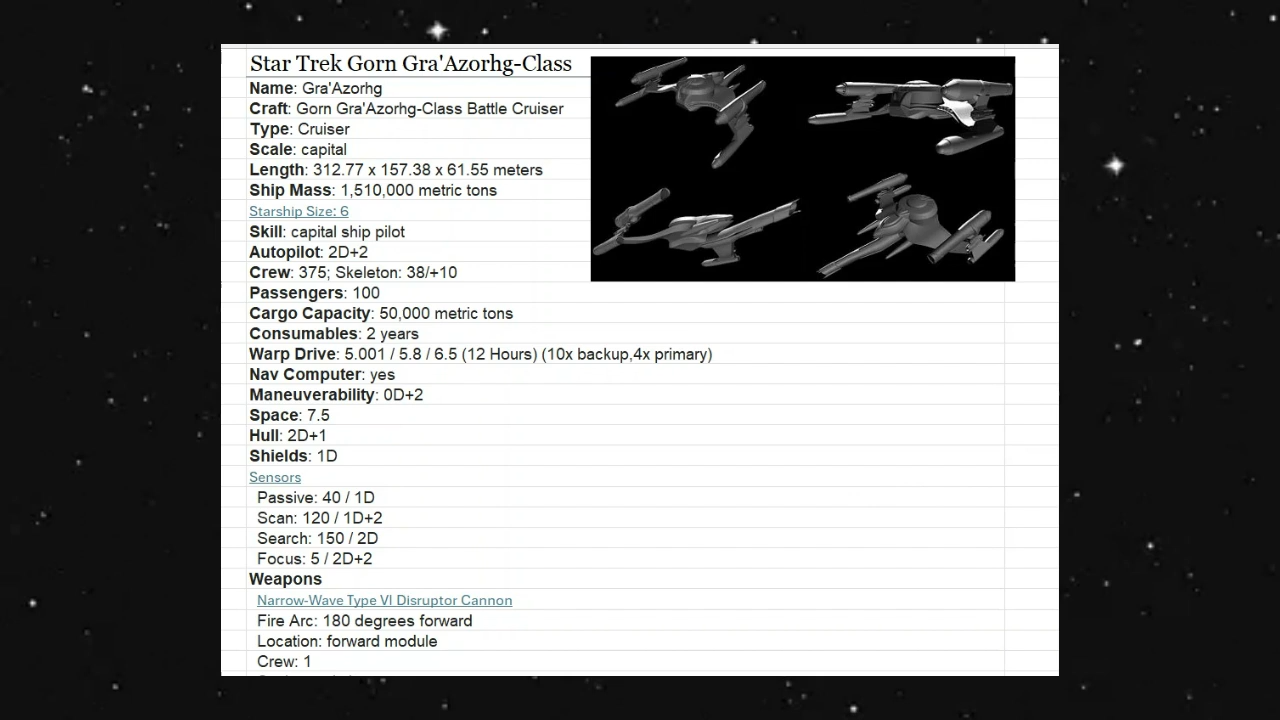 Star Trek Gorn Gra'Azorhg-Class
Name: Gra'Azorhg
Craft: Gorn Gra'Azorhg-Class Battle Cruiser
Type: Cruiser
Scale: capital
Length: 312.77 x 157.38 x 61.55 meters
Ship Mass: 1,510,000 metric tons
Starship Size: 6
Skill: capital ship pilot
Autopilot: 2D+2
Crew: 375; Skeleton: 38/+10
Passengers: 100
Cargo Capacity: 50,000 metric tons
Consumables: 2 years
Warp Drive: 5.001 / 5.8 / 6.5 (12 Hours) (10x backup,4x primary)
Nav Computer: yes
Maneuverability: 0D+2
Space: 7.5
Hull: 2D+1
Shields: 1D
Sensors
Passive: 40 / 1D
Scan: 120 / 1D+2
Search: 150 / 2D
Focus: 5 / 2D+2
Weapons
Narrow-Wave Type VI Disruptor Cannon
Fire Arc: 180 degrees forward
Location: forward module
Crew: 1